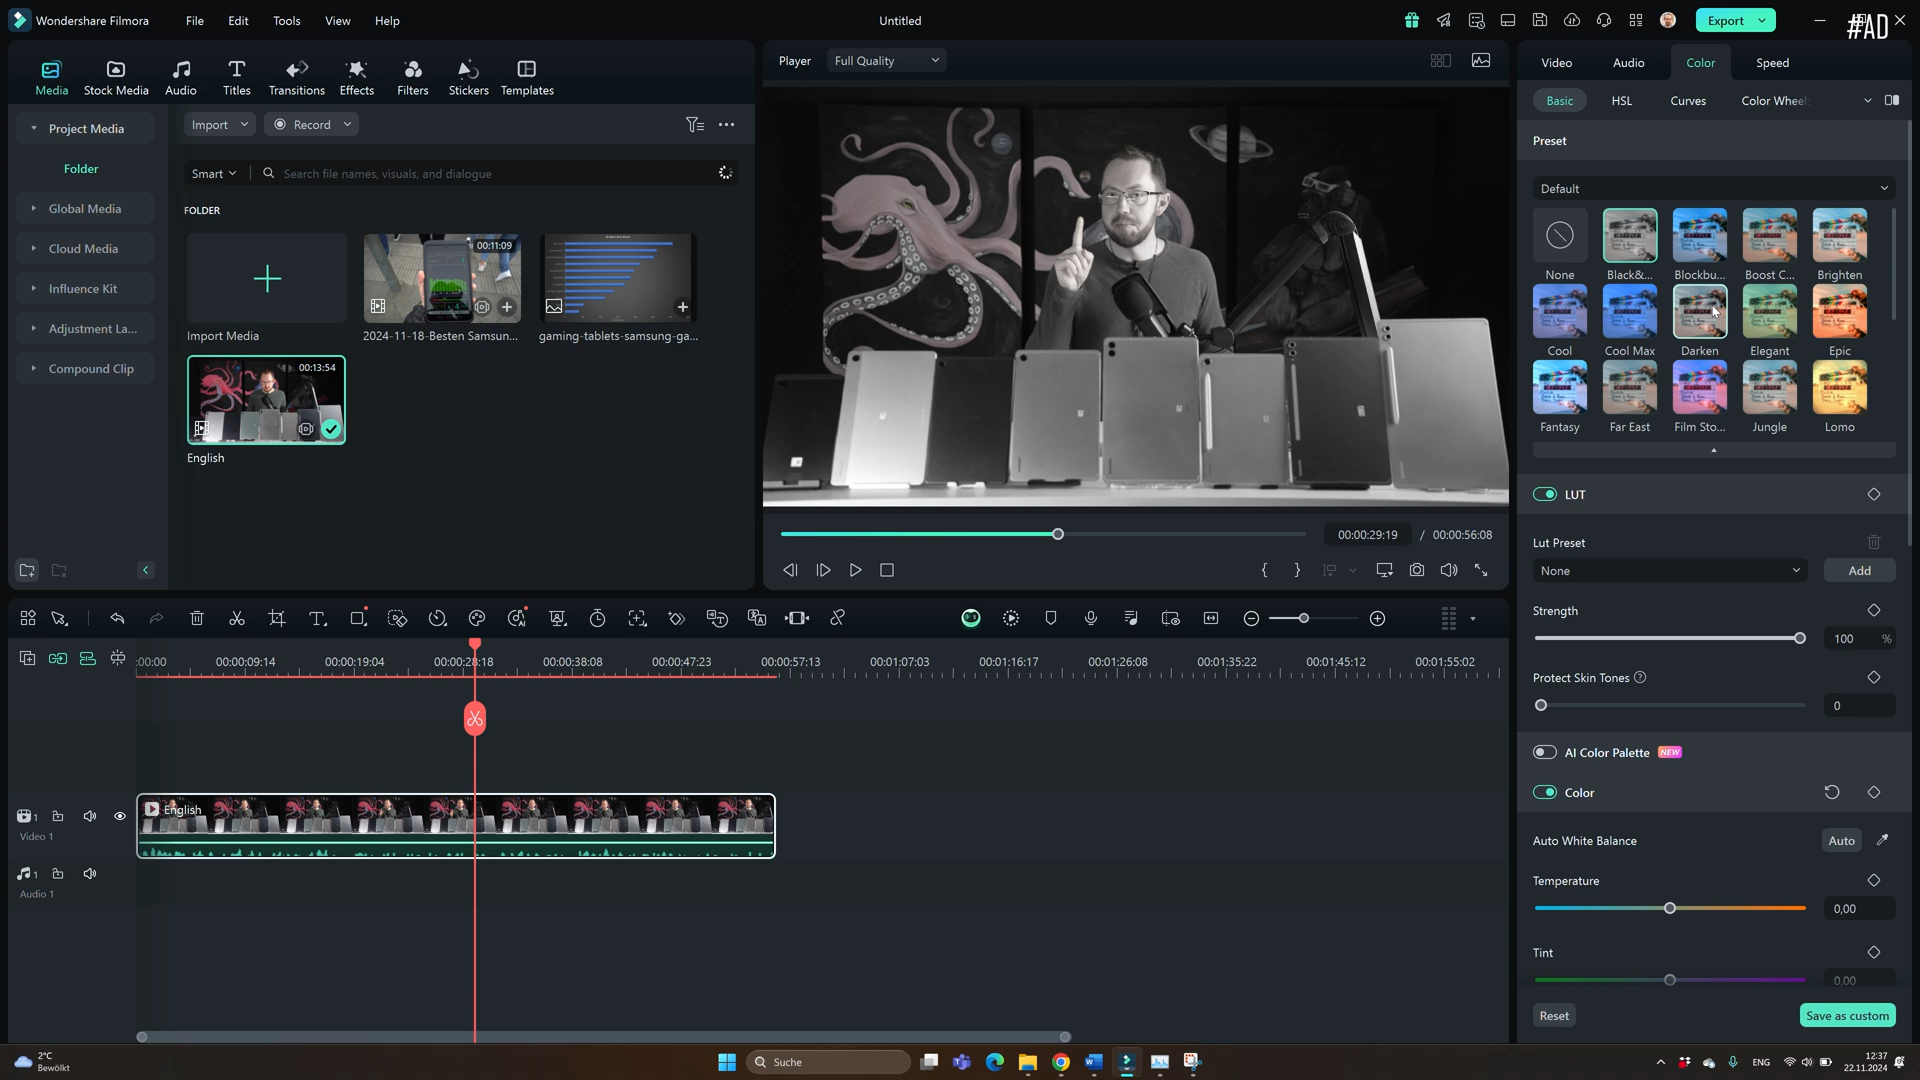 Wondershare Filmora
File
Edit
Tools
View
Help
Untitled
Export
#AD
Media
Stock Media
Audio
Titles
Transitions
Effects
Filters
Stickers
Templates
Player
Full Quality
Video
Audio
Color
Speed
Basic
HSL
Curves
Color Wheel
Project Media
Import
Record
Preset
Folder
Smart
Search file names, visuals, and dialogue
Default
Global Media
FOLDER
Cloud Media
00:11:09
None
Black&...
Blockbu...
Boost C...
Brighten
Influence Kit
Adjustment La...
Import Media
2024-11-18-Besten Samsun...
gaming-tablets-samsung-ga...
Cool
Cool Max
Darken
Elegant
Epic
Compound Clip
00:13:54
Fantasy
Far East
Film Sto...
Jungle
Lomo
English
LUT
00:00:29:19 / 00:00:56:08
Lut Preset
None
Add
Strength
100 %
:00:00
00:00:09:14
00:00:19:04
00:00:28:18
00:00:38:08
00:00:47:23
00:00:57:13
00:01:07:03
00:01:16:17
00:01:26:08
00:01:35:22
00:01:45:12
00:01:55:02
Protect Skin Tones
0
AI Color Palette NEW
Color
English
1
Video 1
Auto White Balance
Auto
1
Audio 1
Temperature
0,00
Tint
0,00
Reset
Save as custom
2°C
Bewölkt
Suche
ENG
12:37
22.11.2024